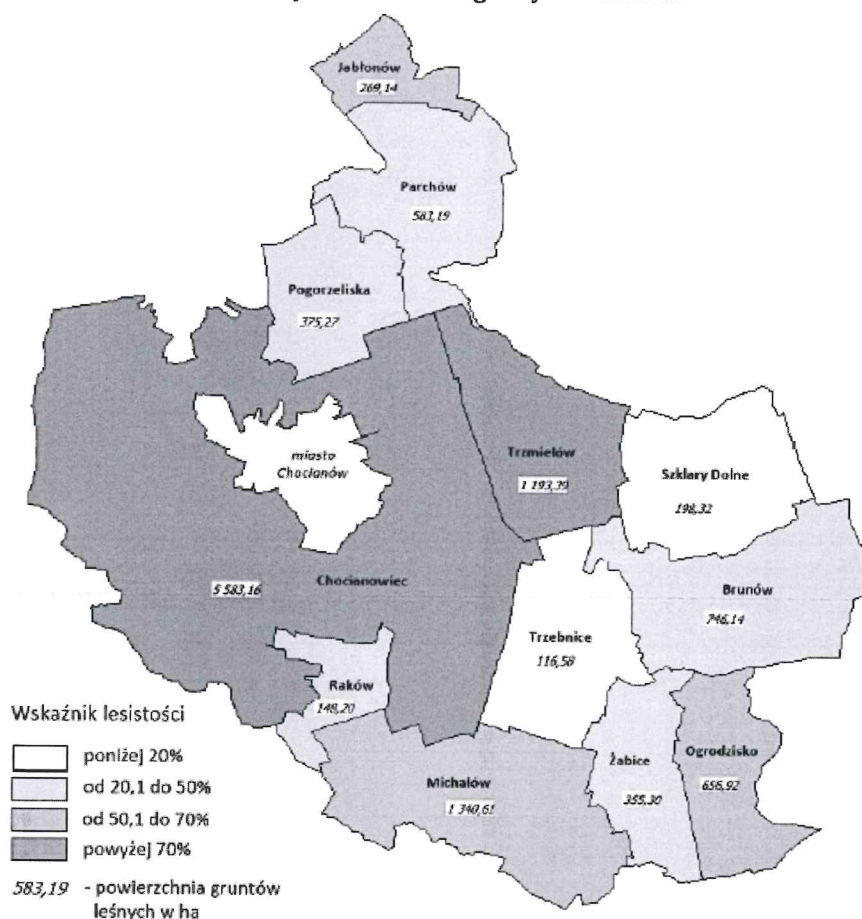 Jabłonów
269,14
Parchów
583,19
Pogorzeliska
375,27
miasto
Chocianów
Trzmielów
1 193,39
Szklary Dolne
198,32
5 583,16
Chocianowiec
Brunów
746,14
Trzebnice
116,58
Raków
148,20
Michałów
1 340,61
Żabice
355,30
Ogrodzisko
656,92
Wskaźnik lesistości
poniżej 20%
od 20,1 do 50%
od 50,1 do 70%
powyżej 70%
583,19 - powierzchnia gruntów
leśnych w ha